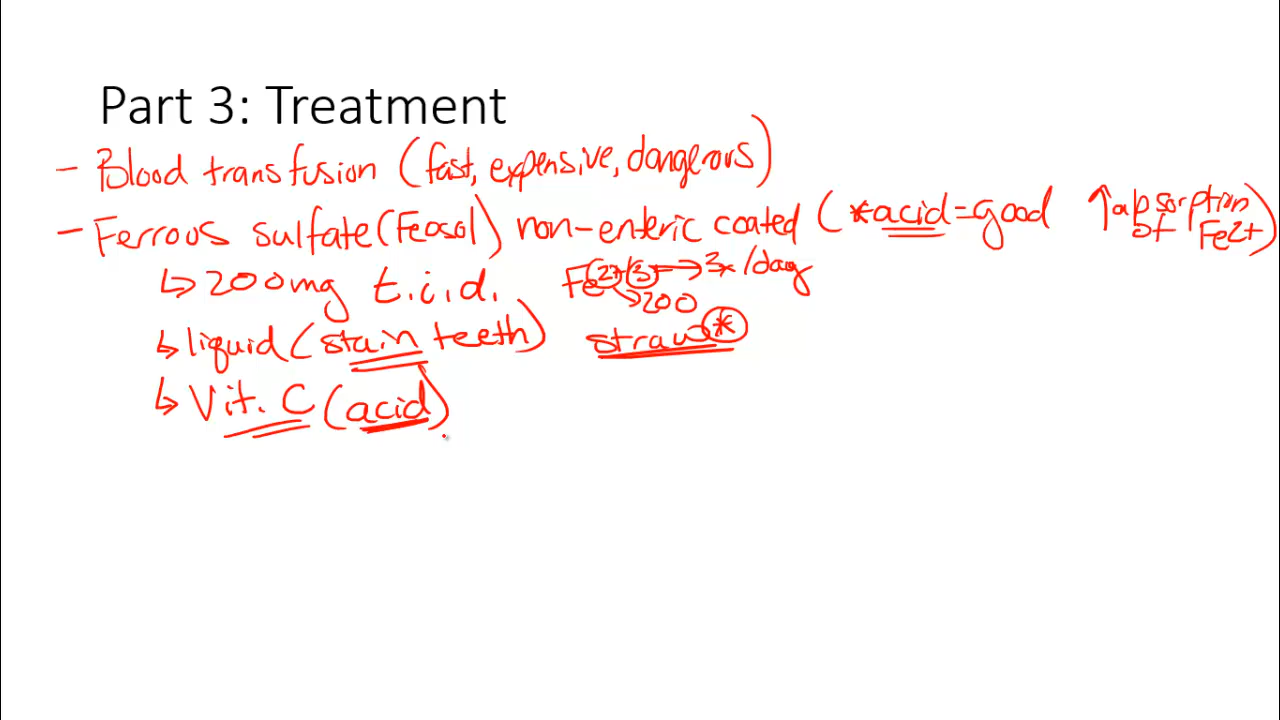 Part 3: Treatment
- Blood transfusion (fast, expensive, dangerous)
- Ferrous sulfate (Feosol) non-enteric coated (*acid=good ↑absorption of Fe2+)
↳ 200mg t.i.d. Fe(2+/3+ → 3x/day
→ 200
↳ liquid (stain teeth) straw*
↳ Vit. C (acid)